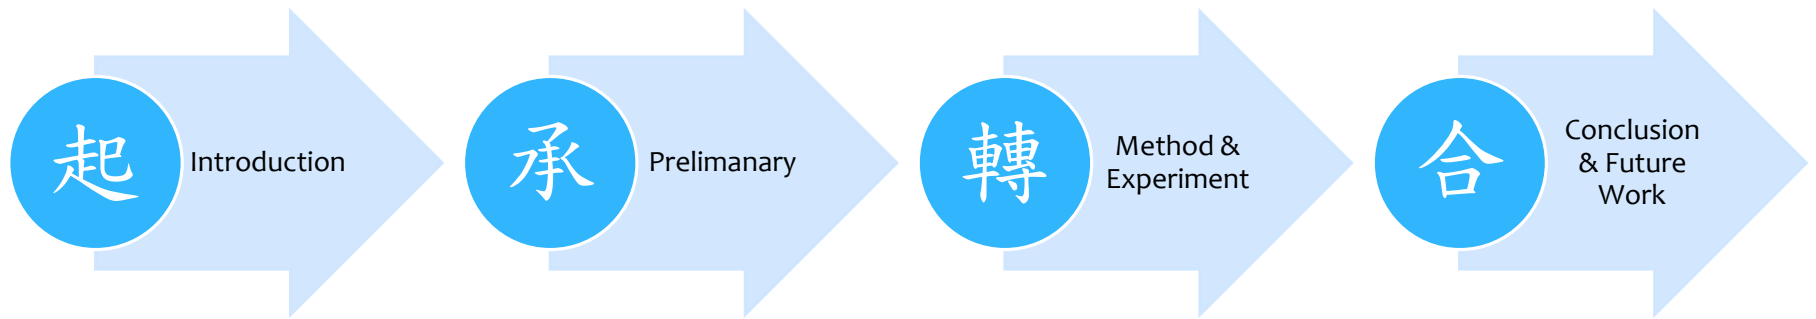 起
Introduction
承
Prelimanary
轉
Method &
Experiment
合
Conclusion
& Future
Work